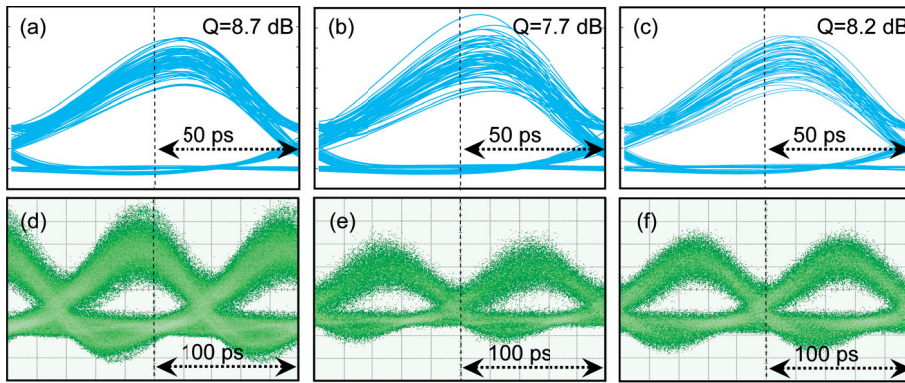 (a) Q=8.7 dB
50 ps
(b) Q=7.7 dB
50 ps
(c) Q=8.2 dB
50 ps
(d)
100 ps
(e)
100 ps
(f)
100 ps